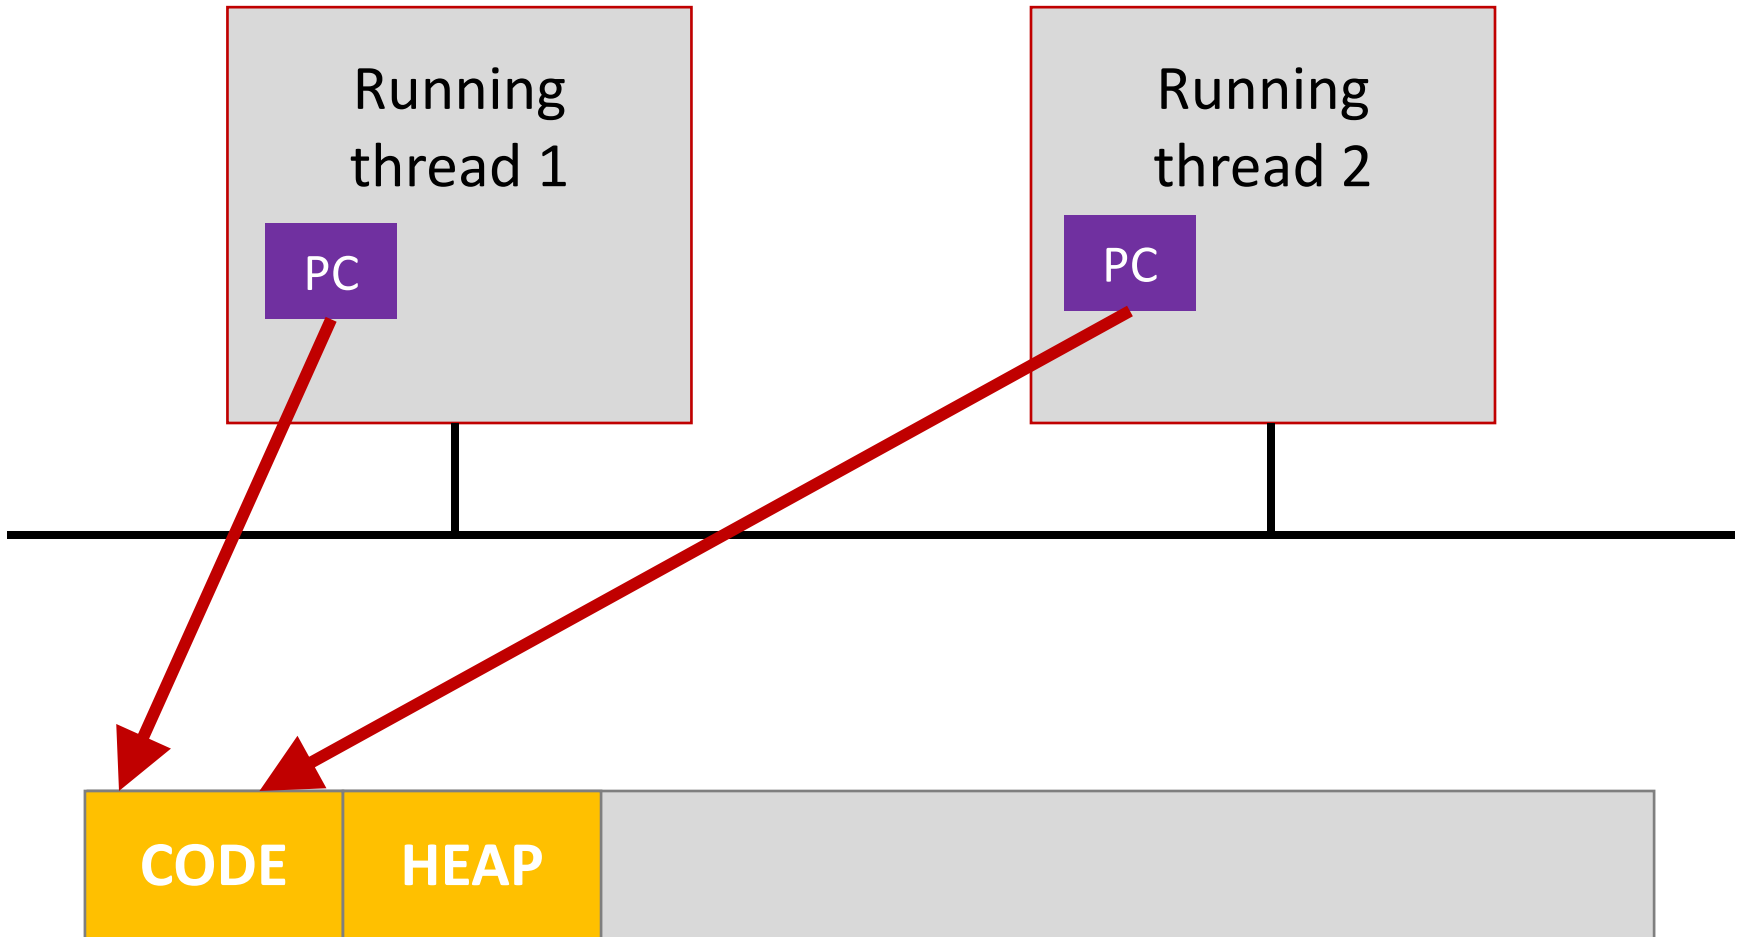 Running
thread 1
PC
Running
thread 2
PC
CODE
HEAP